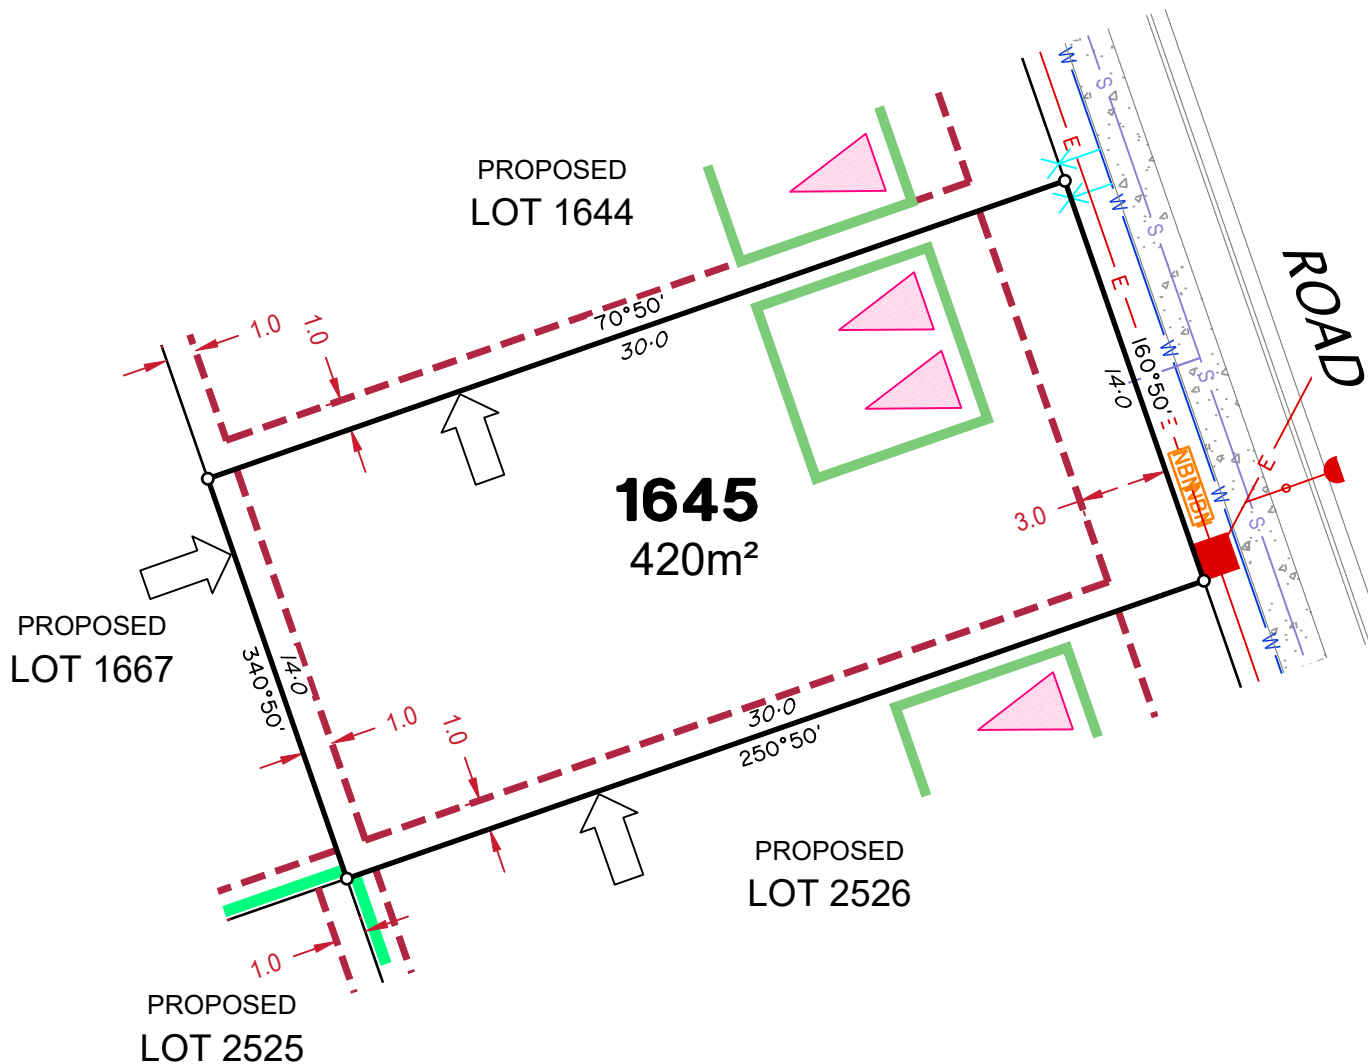 PROPOSED
LOT 1644
W
S
E
W
S
E
ROAD
1.0
1.0
70°50'
30·0
160°50'
14·0
W
S
E
E
NBN
NBN
W
S
1645
420m²
3.0
PROPOSED
LOT 1667
340°50'
14·0
1.0
1.0
30·0
250°50'
W
PROPOSED
LOT 2526
1.0
PROPOSED
LOT 2525